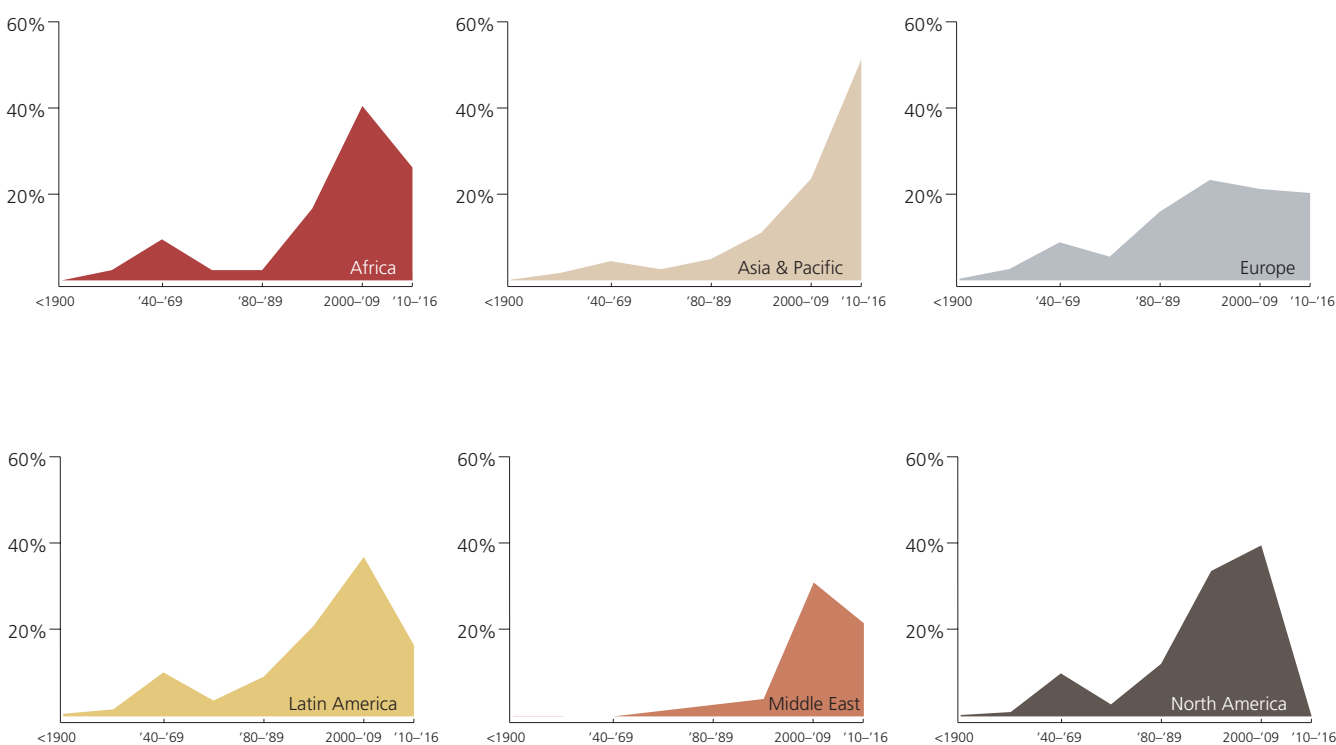 60% 60% 60%
40% 40% 40%
20% 20% 20%
Africa Asia & Pacific Europe
<1900 ’40–‘69 ’80–‘89 2000–‘09 ’10–‘16 <1900 ’40–‘69 ’80–‘89 2000–‘09 ’10–‘16 <1900 ’40–‘69 ’80–‘89 2000–‘09 ’10–‘16
60% 60% 60%
40% 40% 40%
20% 20% 20%
Latin America Middle East North America
<1900 ’40–‘69 ’80–‘89 2000–‘09 ’10–‘16 <1900 ’40–‘69 ’80–‘89 2000–‘09 ’10–‘16 <1900 ’40–‘69 ’80–‘89 2000–‘09 ’10–‘16